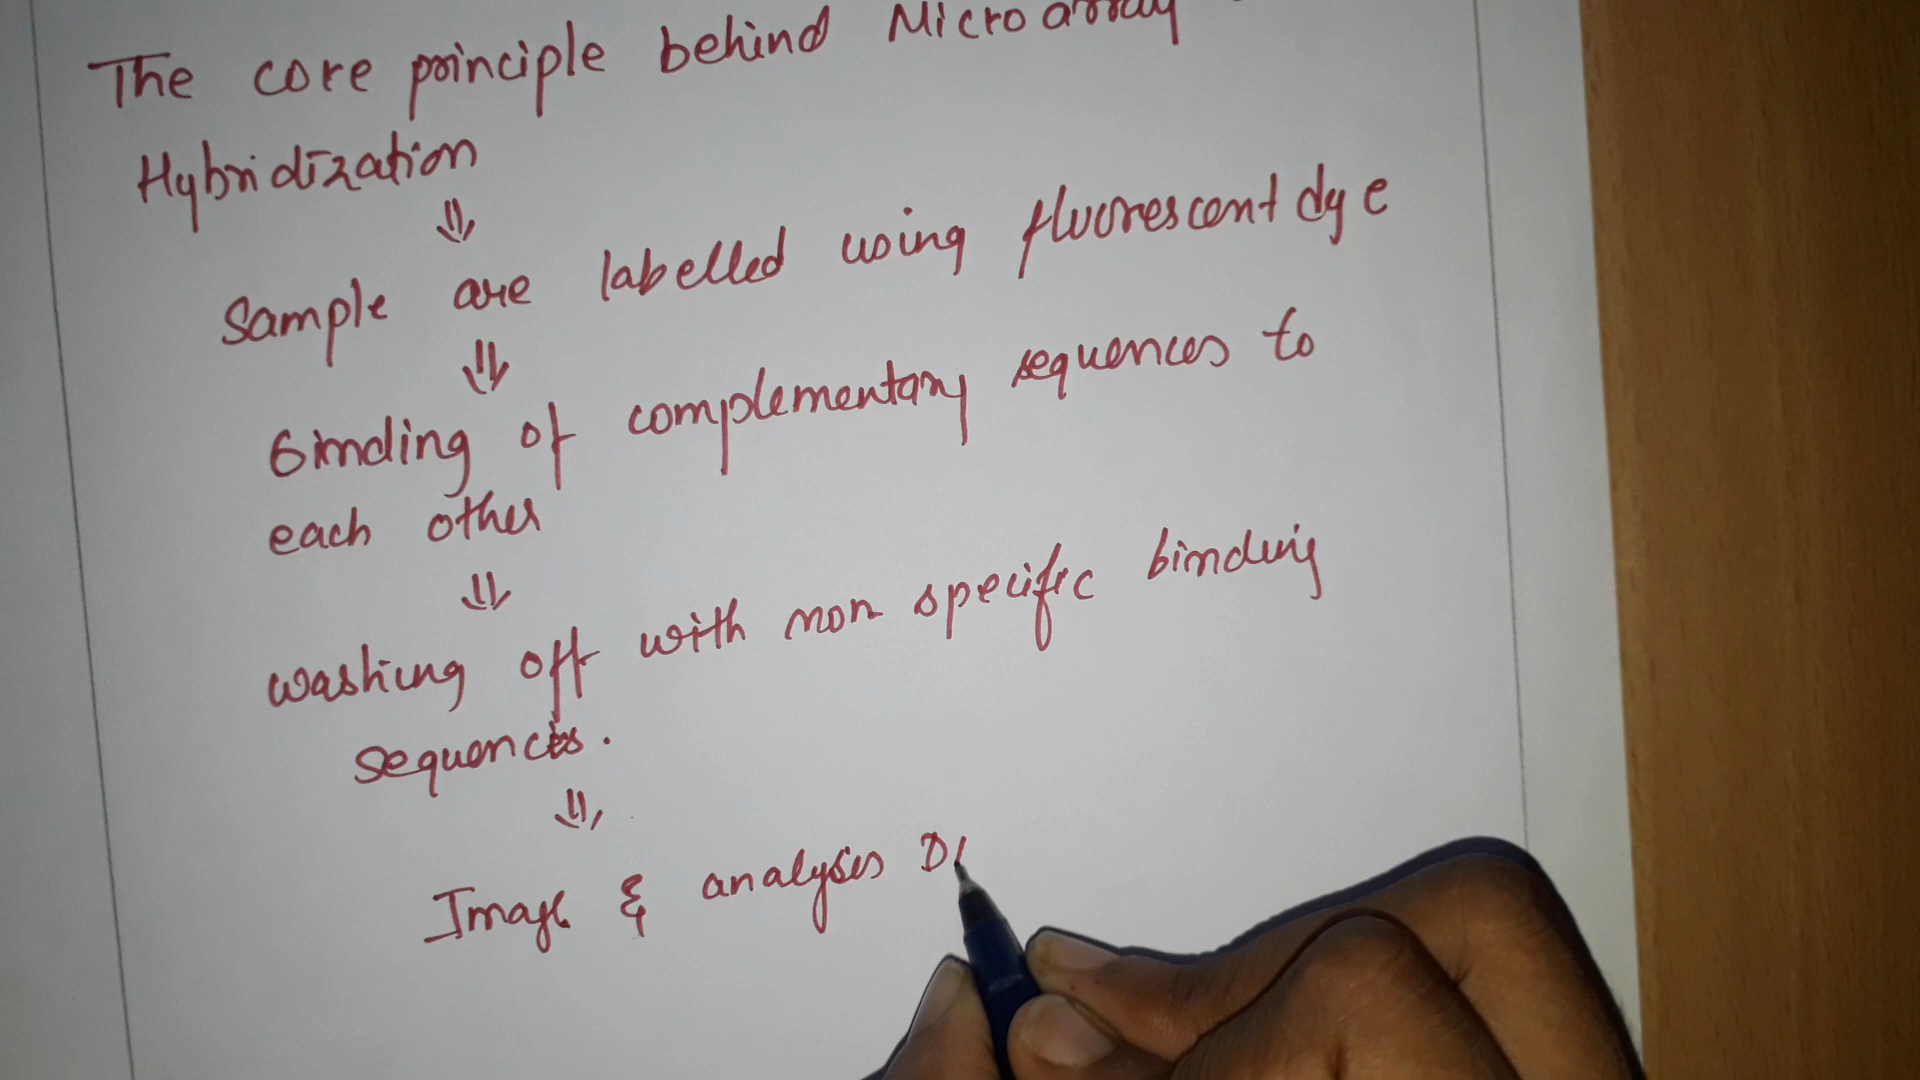 The core principle behind Microarray
Hybridization
⇓
Sample are labelled using fluorescent dye
⇓
binding of complementary sequences to
each other
⇓
washing off with non specific binding
sequences.
⇓
Image & analysis D